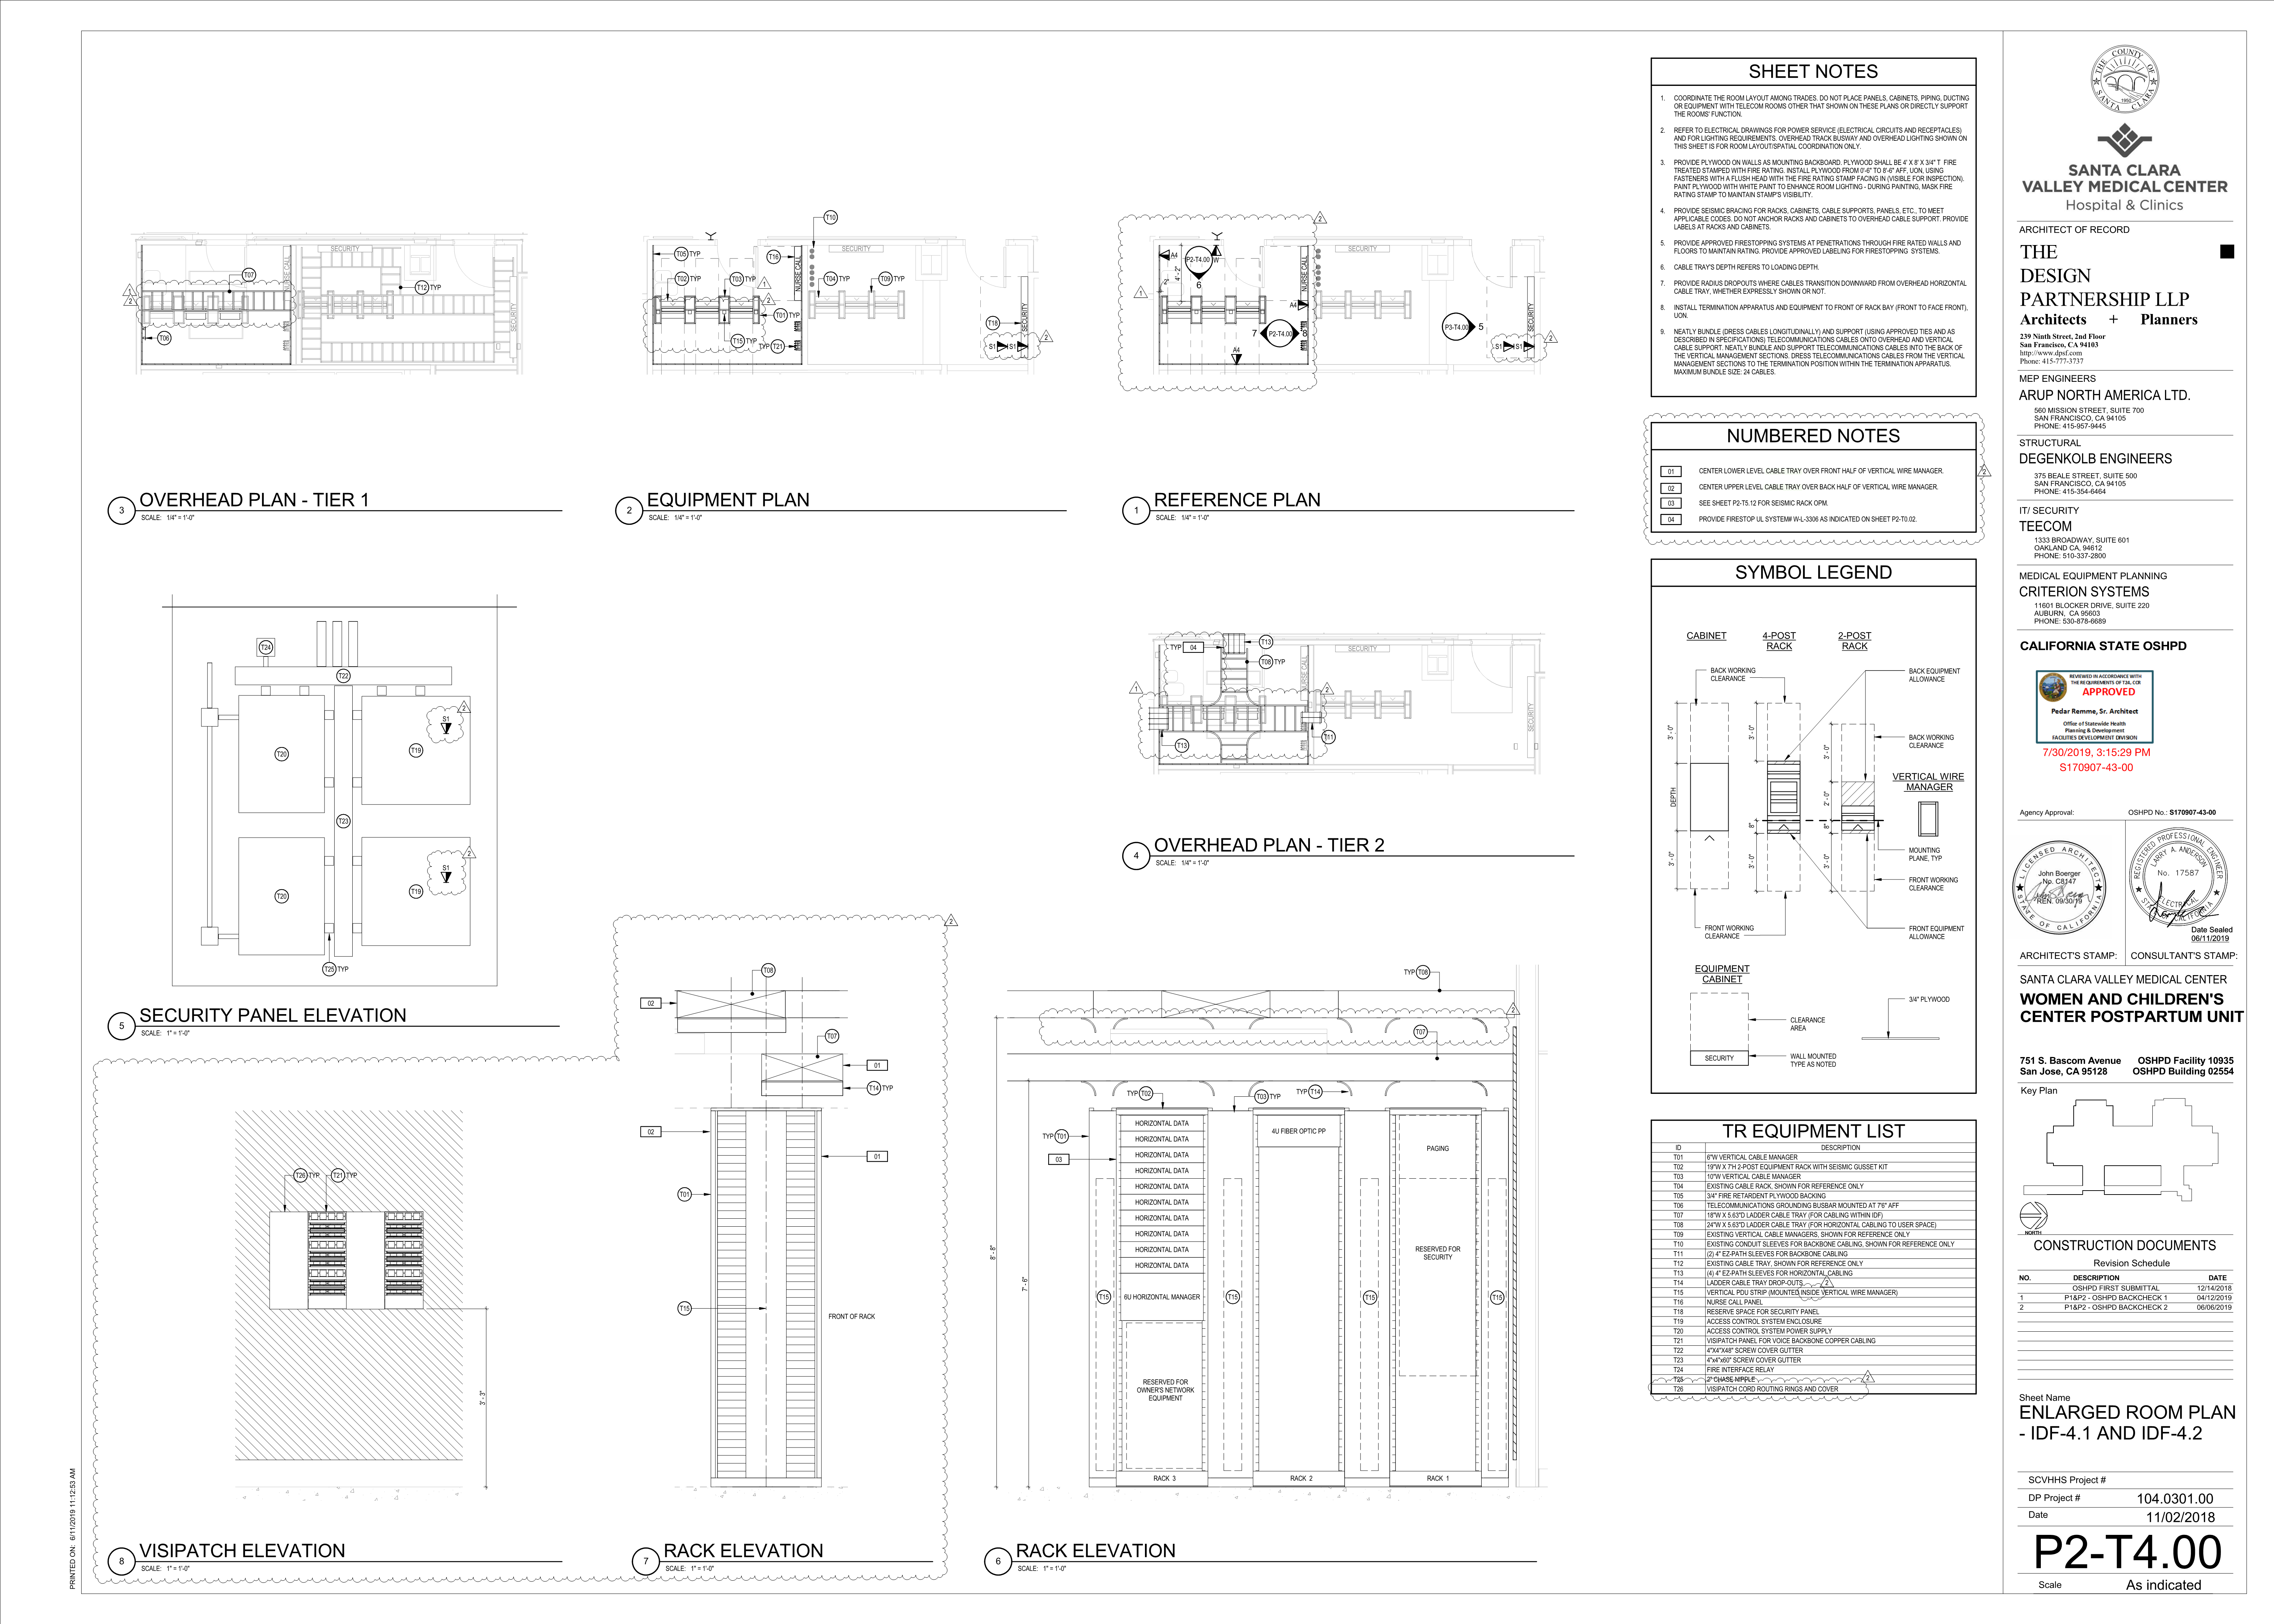 SECURITY
NURSE CALL
T07
T12 TYP
SECURITY
1
2
T06
3
OVERHEAD PLAN - TIER 1
SCALE: 1/4" = 1'-0"
T10
T05 TYP
T16
SECURITY
T02 TYP
T03 TYP
NURSE CALL
T04 TYP
T09 TYP
1
2
T01 TYP
T18
SECURITY
T15 TYP
TYP T21
S1
S1
2
2
EQUIPMENT PLAN
SCALE: 1/4" = 1'-0"
2
A4
P2-T4.00
W
SECURITY
4' - 2"
2"
6
NURSE CALL
1
A4
7
P2-T4.00
8
P3-T4.00
5
SECURITY
A4
S1
S1
2
1
REFERENCE PLAN
SCALE: 1/4" = 1'-0"
T13
TYP 04
T08 TYP
SECURITY
NURSE CALL
1
2
SECURITY
T13
T11
4
OVERHEAD PLAN - TIER 2
SCALE: 1/4" = 1'-0"
T24
T22
S1
2
T20
T19
T23
S1
2
T20
T19
T25 TYP
5
SECURITY PANEL ELEVATION
SCALE: 1" = 1'-0"
T26 TYP
T21 TYP
3' - 3"
8
VISIPATCH ELEVATION
SCALE: 1" = 1'-0"
2
T08
02
T07
01
T14 TYP
02
01
T01
T15
FRONT OF RACK
7
RACK ELEVATION
SCALE: 1" = 1'-0"
TYP T08
2
T07
TYP T02
T03 TYP
TYP T14
TYP T01
03
HORIZONTAL DATA
HORIZONTAL DATA
HORIZONTAL DATA
HORIZONTAL DATA
HORIZONTAL DATA
HORIZONTAL DATA
HORIZONTAL DATA
HORIZONTAL DATA
HORIZONTAL DATA
HORIZONTAL DATA
4U FIBER OPTIC PP
PAGING
RESERVED FOR
SECURITY
8' - 8"
7' - 6"
T15
6U HORIZONTAL MANAGER
T15
T15
T15
RESERVED FOR
OWNER'S NETWORK
EQUIPMENT
RACK 3
RACK 2
RACK 1
6
RACK ELEVATION
SCALE: 1" = 1'-0"
PRINTED ON: 6/11/2019 11:12:53 AM
SHEET NOTES
1. COORDINATE THE ROOM LAYOUT AMONG TRADES. DO NOT PLACE PANELS, CABINETS, PIPING, DUCTING
OR EQUIPMENT WITH TELECOM ROOMS OTHER THAT SHOWN ON THESE PLANS OR DIRECTLY SUPPORT
THE ROOMS' FUNCTION.
2. REFER TO ELECTRICAL DRAWINGS FOR POWER SERVICE (ELECTRICAL CIRCUITS AND RECEPTACLES)
AND FOR LIGHTING REQUIREMENTS. OVERHEAD TRACK BUSWAY AND OVERHEAD LIGHTING SHOWN ON
THIS SHEET IS FOR ROOM LAYOUT/SPATIAL COORDINATION ONLY.
3. PROVIDE PLYWOOD ON WALLS AS MOUNTING BACKBOARD. PLYWOOD SHALL BE 4' X 8' X 3/4" T FIRE
TREATED STAMPED WITH FIRE RATING. INSTALL PLYWOOD FROM 0'-6" TO 8'-6" AFF, UON, USING
FASTENERS WITH A FLUSH HEAD WITH THE FIRE RATING STAMP FACING IN (VISIBLE FOR INSPECTION).
PAINT PLYWOOD WITH WHITE PAINT TO ENHANCE ROOM LIGHTING - DURING PAINTING, MASK FIRE
RATING STAMP TO MAINTAIN STAMP'S VISIBILITY.
4. PROVIDE SEISMIC BRACING FOR RACKS, CABINETS, CABLE SUPPORTS, PANELS, ETC., TO MEET
APPLICABLE CODES. DO NOT ANCHOR RACKS AND CABINETS TO OVERHEAD CABLE SUPPORT. PROVIDE
LABELS AT RACKS AND CABINETS.
5. PROVIDE APPROVED FIRESTOPPING SYSTEMS AT PENETRATIONS THROUGH FIRE RATED WALLS AND
FLOORS TO MAINTAIN RATING. PROVIDE APPROVED LABELING FOR FIRESTOPPING SYSTEMS.
6. CABLE TRAY'S DEPTH REFERS TO LOADING DEPTH.
7. PROVIDE RADIUS DROPOUTS WHERE CABLES TRANSITION DOWNWARD FROM OVERHEAD HORIZONTAL
CABLE TRAY, WHETHER EXPRESSLY SHOWN OR NOT.
8. INSTALL TERMINATION APPARATUS AND EQUIPMENT TO FRONT OF RACK BAY (FRONT TO FACE FRONT),
UON.
9. NEATLY BUNDLE (DRESS CABLES LONGITUDINALLY) AND SUPPORT (USING APPROVED TIES AND AS
DESCRIBED IN SPECIFICATIONS) TELECOMMUNICATIONS CABLES ONTO OVERHEAD AND VERTICAL
CABLE SUPPORT. NEATLY BUNDLE AND SUPPORT TELECOMMUNICATIONS CABLES INTO THE BACK OF
THE VERTICAL MANAGEMENT SECTIONS. DRESS TELECOMMUNICATIONS CABLES FROM THE VERTICAL
MANAGEMENT SECTIONS TO THE TERMINATION POSITION WITHIN THE TERMINATION APPARATUS.
MAXIMUM BUNDLE SIZE: 24 CABLES.
NUMBERED NOTES
01 CENTER LOWER LEVEL CABLE TRAY OVER FRONT HALF OF VERTICAL WIRE MANAGER.
02 CENTER UPPER LEVEL CABLE TRAY OVER BACK HALF OF VERTICAL WIRE MANAGER.
03 SEE SHEET P2-T5.12 FOR SEISMIC RACK OPM.
04 PROVIDE FIRESTOP UL SYSTEM# W-L-3306 AS INDICATED ON SHEET P2-T0.02.
2
SYMBOL LEGEND
CABINET
4-POST
RACK
2-POST
RACK
BACK WORKING
CLEARANCE
BACK EQUIPMENT
ALLOWANCE
3' - 0"
3' - 0"
3' - 0"
BACK WORKING
CLEARANCE
VERTICAL WIRE
MANAGER
DEPTH
2' - 0"
8"
8"
MOUNTING
PLANE, TYP
3' - 0"
3' - 0"
3' - 0"
FRONT WORKING
CLEARANCE
FRONT WORKING
CLEARANCE
FRONT EQUIPMENT
ALLOWANCE
EQUIPMENT
CABINET
3/4" PLYWOOD
CLEARANCE
AREA
SECURITY
WALL MOUNTED
TYPE AS NOTED
TR EQUIPMENT LIST
ID DESCRIPTION
T01 6"W VERTICAL CABLE MANAGER
T02 19"W X 7'H 2-POST EQUIPMENT RACK WITH SEISMIC GUSSET KIT
T03 10"W VERTICAL CABLE MANAGER
T04 EXISTING CABLE RACK, SHOWN FOR REFERENCE ONLY
T05 3/4" FIRE RETARDENT PLYWOOD BACKING
T06 TELECOMMUNICATIONS GROUNDING BUSBAR MOUNTED AT 7'6" AFF
T07 18"W X 5.63"D LADDER CABLE TRAY (FOR CABLING WITHIN IDF)
T08 24"W X 5.63"D LADDER CABLE TRAY (FOR HORIZONTAL CABLING TO USER SPACE)
T09 EXISTING VERTICAL CABLE MANAGERS, SHOWN FOR REFERENCE ONLY
T10 EXISTING CONDUIT SLEEVES FOR BACKBONE CABLING, SHOWN FOR REFERENCE ONLY
T11 (2) 4" EZ-PATH SLEEVES FOR BACKBONE CABLING
T12 EXISTING CABLE TRAY, SHOWN FOR REFERENCE ONLY
T13 (4) 4" EZ-PATH SLEEVES FOR HORIZONTAL CABLING
T14 LADDER CABLE TRAY DROP-OUTS
2
T15 VERTICAL PDU STRIP (MOUNTED INSIDE VERTICAL WIRE MANAGER)
T16 NURSE CALL PANEL
T18 RESERVE SPACE FOR SECURITY PANEL
T19 ACCESS CONTROL SYSTEM ENCLOSURE
T20 ACCESS CONTROL SYSTEM POWER SUPPLY
T21 VISIPATCH PANEL FOR VOICE BACKBONE COPPER CABLING
T22 4"X4"X48" SCREW COVER GUTTER
T23 4"x4"x60" SCREW COVER GUTTER
T24 FIRE INTERFACE RELAY
T25 2" CHASE NIPPLE
2
T26 VISIPATCH CORD ROUTING RINGS AND COVER
THE COUNTY OF SANTA CLARA
1850
SANTA CLARA
VALLEY MEDICAL CENTER
Hospital & Clinics
ARCHITECT OF RECORD
THE
DESIGN
PARTNERSHIP LLP
Architects + Planners
239 Ninth Street, 2nd Floor
San Francisco, CA 94103
http://www.dpsf.com
Phone: 415-777-3737
MEP ENGINEERS
ARUP NORTH AMERICA LTD.
560 MISSION STREET, SUITE 700
SAN FRANCISCO, CA 94105
PHONE: 415-957-9445
STRUCTURAL
DEGENKOLB ENGINEERS
375 BEALE STREET, SUITE 500
SAN FRANCISCO, CA 94105
PHONE: 415-354-6464
IT/ SECURITY
TEECOM
1333 BROADWAY, SUITE 601
OAKLAND CA, 94612
PHONE: 510-337-2800
MEDICAL EQUIPMENT PLANNING
CRITERION SYSTEMS
11601 BLOCKER DRIVE, SUITE 220
AUBURN, CA 95603
PHONE: 530-878-6689
CALIFORNIA STATE OSHPD
REVIEWED IN ACCORDANCE WITH
THE REQUIREMENTS OF T24, CCR
APPROVED
Pedar Remme, Sr. Architect
Office of Statewide Health
Planning & Development
FACILITIES DEVELOPMENT DIVISION
7/30/2019, 3:15:29 PM
S170907-43-00
Agency Approval: OSHPD No.: S170907-43-00
LICENSED ARCHITECT
John Boerger
No. C8147
REN. 09/30/19
STATE OF CALIFORNIA
REGISTERED PROFESSIONAL ENGINEER
LARRY A. ANDERSON
No. 17587
ELECTRICAL
STATE OF CALIFORNIA
Date Sealed
06/11/2019
ARCHITECT'S STAMP: CONSULTANT'S STAMP:
SANTA CLARA VALLEY MEDICAL CENTER
WOMEN AND CHILDREN'S
CENTER POSTPARTUM UNIT
751 S. Bascom Avenue OSHPD Facility 10935
San Jose, CA 95128 OSHPD Building 02554
Key Plan
NORTH
CONSTRUCTION DOCUMENTS
Revision Schedule
NO. DESCRIPTION DATE
OSHPD FIRST SUBMITTAL 12/14/2018
1 P1&P2 - OSHPD BACKCHECK 1 04/12/2019
2 P1&P2 - OSHPD BACKCHECK 2 06/06/2019
Sheet Name
ENLARGED ROOM PLAN
- IDF-4.1 AND IDF-4.2
SCVHHS Project #
DP Project # 104.0301.00
Date 11/02/2018
P2-T4.00
Scale As indicated